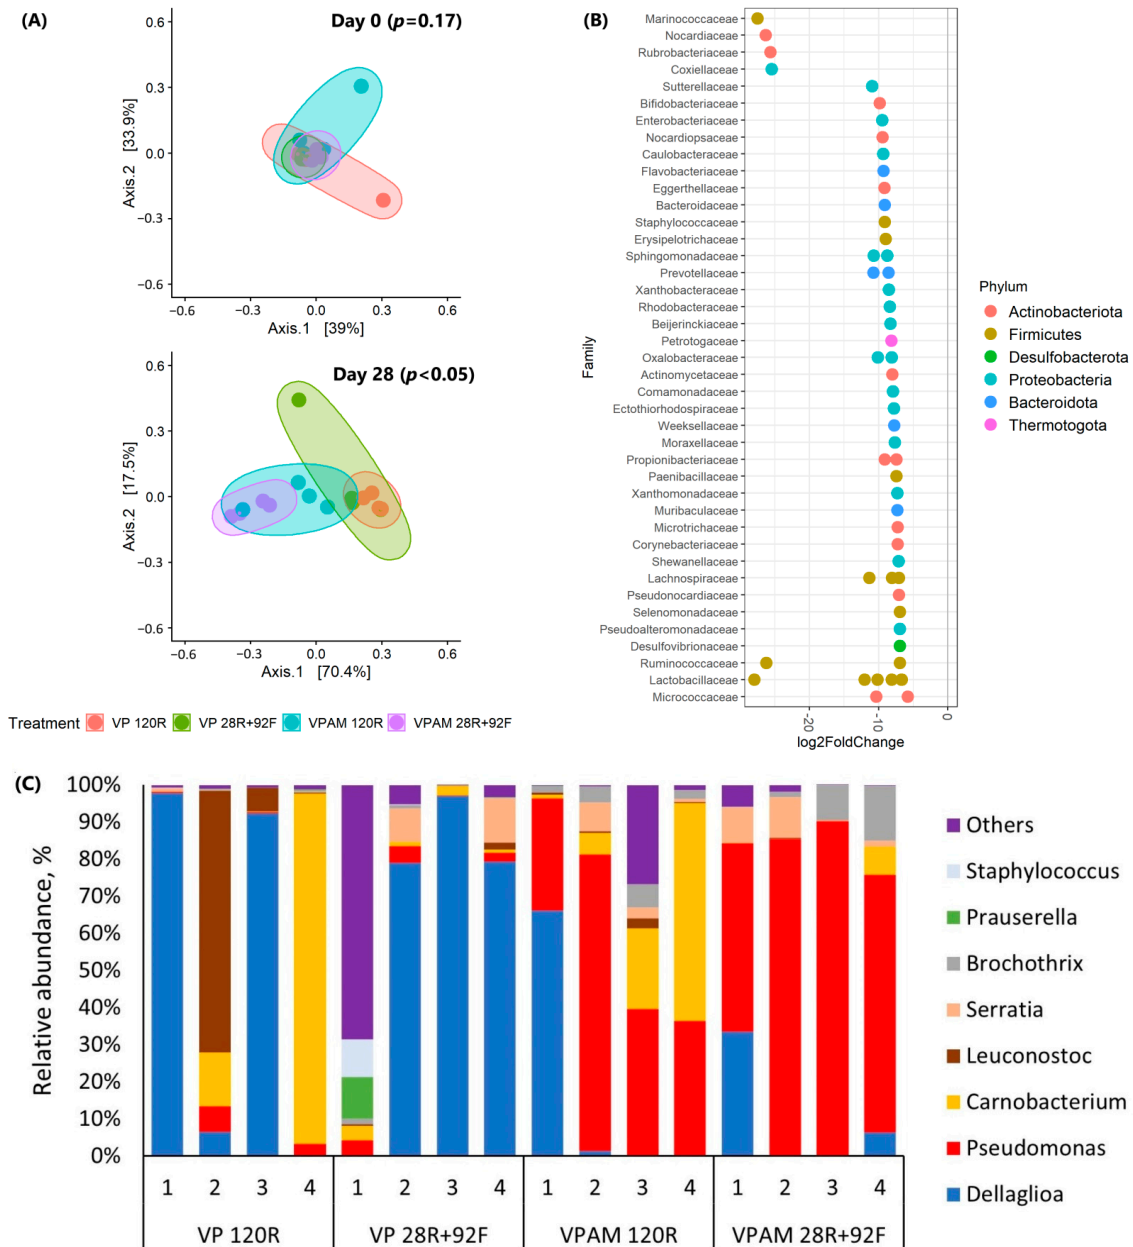 (A)
Day 0 (p=0.17)
0.6
0.3
0.0
−0.3
−0.6
Axis.2 [33.9%]
−0.6 −0.3 0.0 0.3 0.6
Axis.1 [39%]
Day 28 (p<0.05)
0.6
0.3
0.0
−0.3
−0.6
Axis.2 [17.5%]
−0.6 −0.3 0.0 0.3 0.6
Axis.1 [70.4%]
Treatment VP 120R VP 28R+92F VPAM 120R VPAM 28R+92F
(B)
Family
Marinococcaceae
Nocardiaceae
Rubrobacteriaceae
Coxiellaceae
Sutterellaceae
Bifidobacteriaceae
Enterobacteriaceae
Nocardiopsaceae
Caulobacteraceae
Flavobacteriaceae
Eggerthellaceae
Bacteroidaceae
Staphylococcaceae
Erysipelotrichaceae
Sphingomonadaceae
Prevotellaceae
Xanthobacteraceae
Rhodobacteraceae
Beijerinckiaceae
Petrotogaceae
Oxalobacteraceae
Actinomycetaceae
Comamonadaceae
Ectothiorhodospiraceae
Weeksellaceae
Moraxellaceae
Propionibacteriaceae
Paenibacillaceae
Xanthomonadaceae
Muribaculaceae
Microtrichaceae
Corynebacteriaceae
Shewanellaceae
Lachnospiraceae
Pseudonocardiaceae
Selenomonadaceae
Pseudoalteromonadaceae
Desulfovibrionaceae
Ruminococcaceae
Lactobacillaceae
Micrococcaceae
−20 −10 0
log2FoldChange
Phylum
Actinobacteriota
Firmicutes
Desulfobacterota
Proteobacteria
Bacteroidota
Thermotogota
(C)
Relative abundance, %
100%
90%
80%
70%
60%
50%
40%
30%
20%
10%
0%
1 2 3 4 1 2 3 4 1 2 3 4 1 2 3 4
VP 120R VP 28R+92F VPAM 120R VPAM 28R+92F
Others
Staphylococcus
Prauserella
Brochothrix
Serratia
Leuconostoc
Carnobacterium
Pseudomonas
Dellaglioa